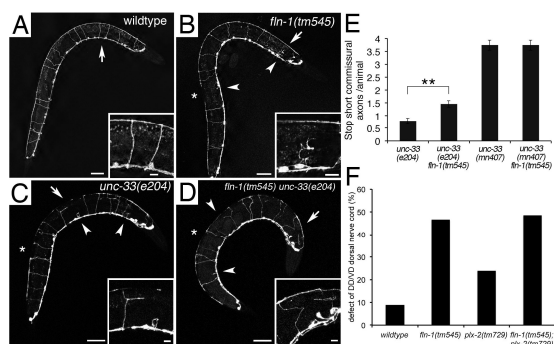 A
wildtype
B
fln-1(tm545)
*
C
unc-33(e204)
*
D
fln-1(tm545) unc-33(e204)
*
E
Stop short commissural
axons /animal
4
3.5
3
2.5
2
1.5
1
0.5
**
unc-33
(e204)
unc-33
(e204)
fln-1(tm545)
unc-33
(mn407)
unc-33
(mn407)
fln-1(tm545)
F
defect of DD/VD dorsal nerve cord (%)
60
50
40
30
20
10
0
wildtype
fln-1(tm545)
plx-2(tm729)
fln-1(tm545);
plx-2(tm729)